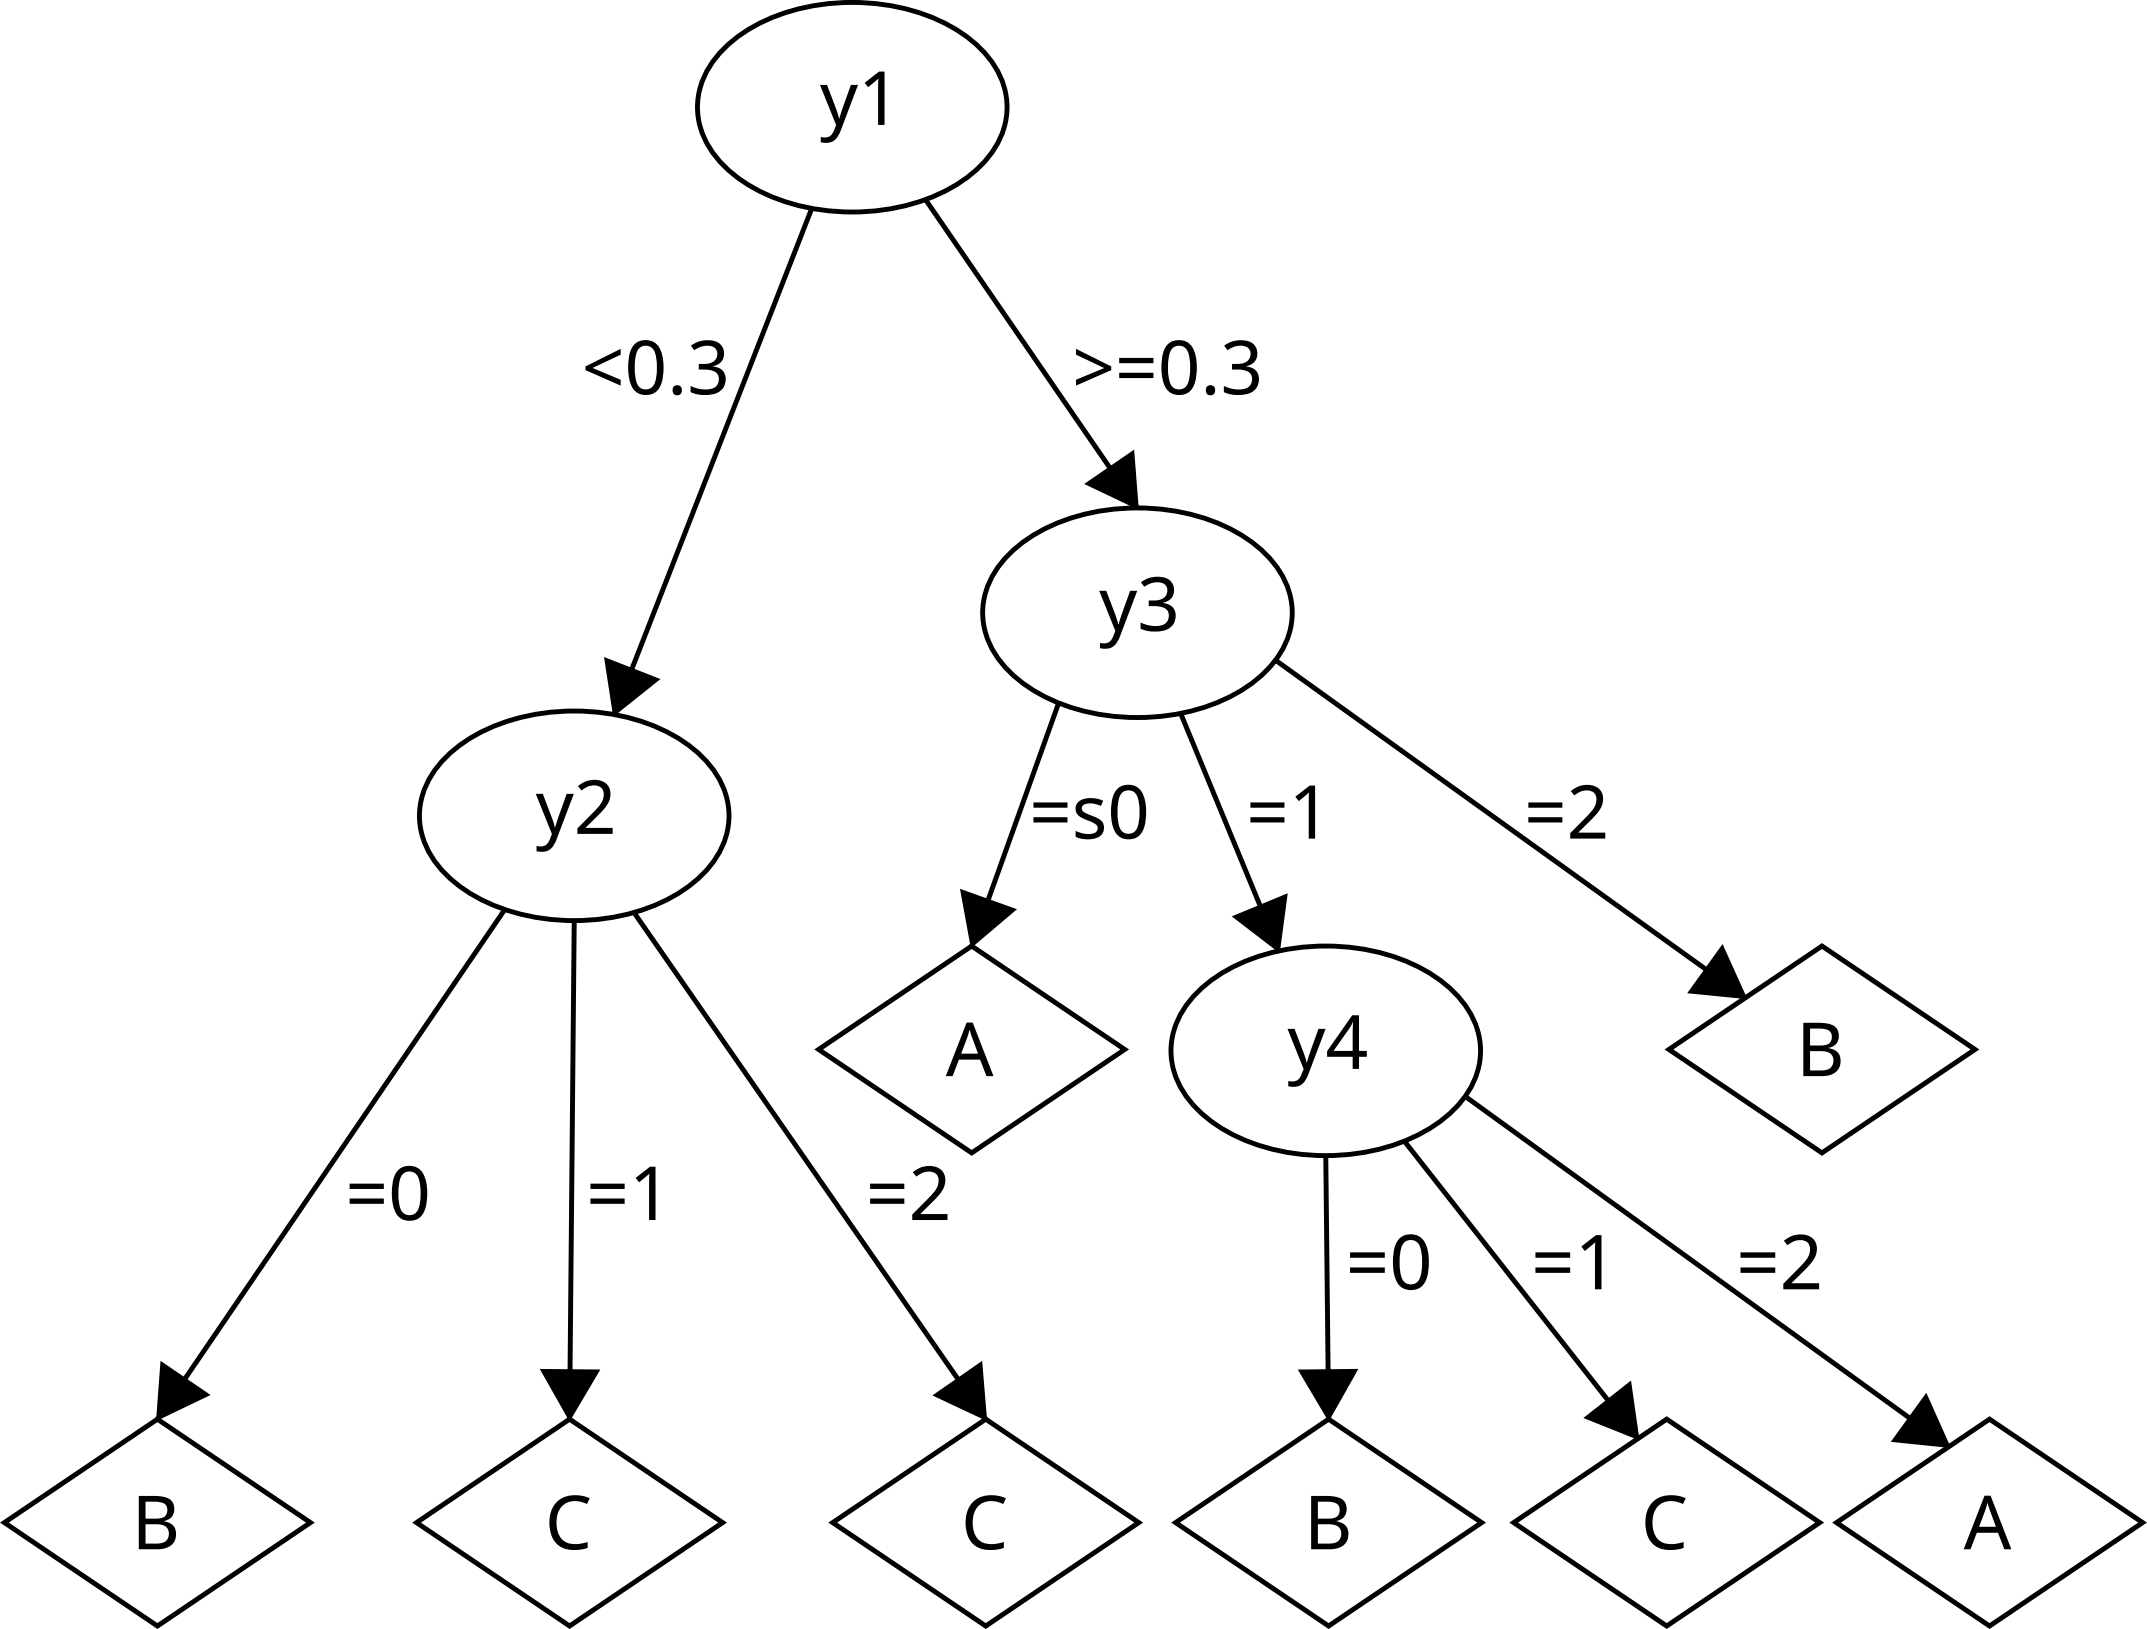 y1
<0.3
>=0.3
y3
y2
=s0
=1
=2
A
y4
B
=0
=1
=2
=0
=1
=2
B
C
C
B
C
A